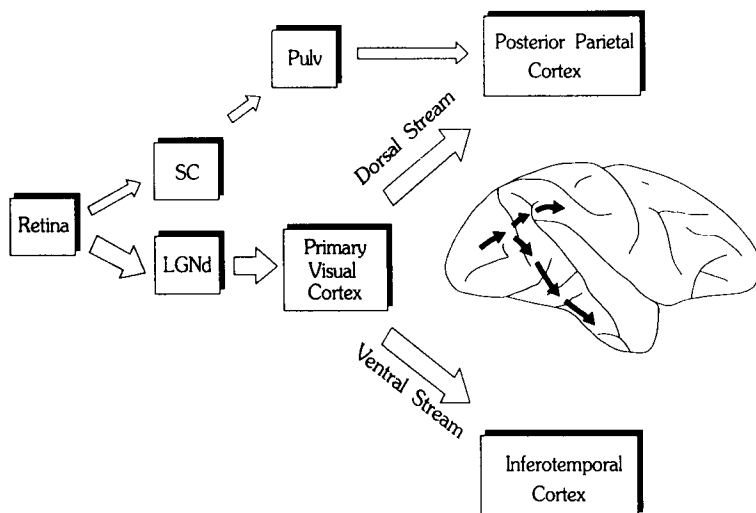 Pulv
Posterior Parietal
Cortex
Dorsal Stream
SC
Retina
LGNd
Primary
Visual
Cortex
Ventral Stream
Inferotemporal
Cortex